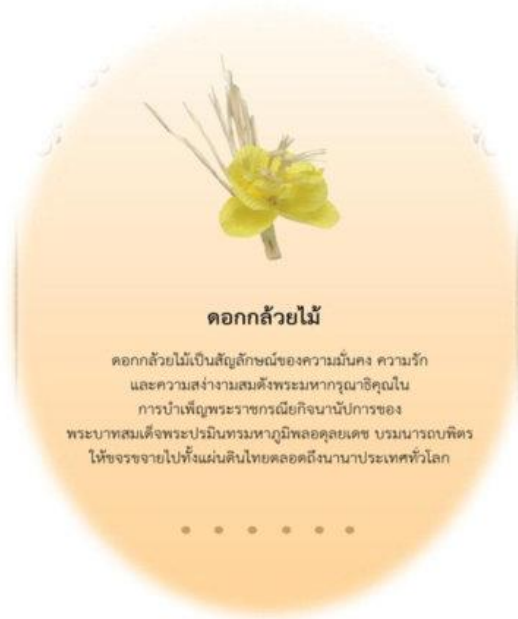 ดอกกล้วยไม้
ดอกกล้วยไม้เป็นสัญลักษณ์ของความมั่นคง ความรัก
และความสง่างามสมดังพระมหากรุณาธิคุณใน
การบำเพ็ญพระราชกรณียกิจนานัปการของ
พระบาทสมเด็จพระปรมินทรมหาภูมิพลอดุลยเดช บรมนาถบพิตร
ให้ขจรขจายไปทั้งแผ่นดินไทยตลอดถึงนานาประเทศทั่วโลก